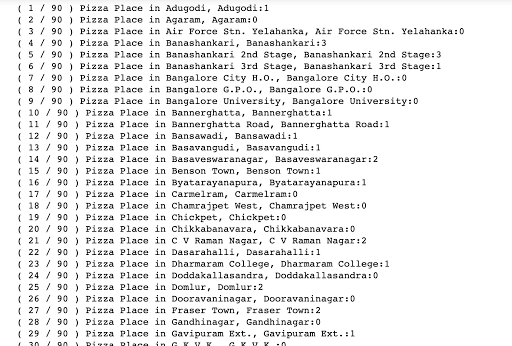 ( 1 / 90 ) Pizza Place in Adugodi, Adugodi:1
( 2 / 90 ) Pizza Place in Agaram, Agaram:0
( 3 / 90 ) Pizza Place in Air Force Stn. Yelahanka, Air Force Stn. Yelahanka:0
( 4 / 90 ) Pizza Place in Banashankari, Banashankari:3
( 5 / 90 ) Pizza Place in Banashankari 2nd Stage, Banashankari 2nd Stage:3
( 6 / 90 ) Pizza Place in Banashankari 3rd Stage, Banashankari 3rd Stage:1
( 7 / 90 ) Pizza Place in Bangalore City H.O., Bangalore City H.O.:0
( 8 / 90 ) Pizza Place in Bangalore G.P.O., Bangalore G.P.O.:0
( 9 / 90 ) Pizza Place in Bangalore University, Bangalore University:0
( 10 / 90 ) Pizza Place in Bannerghatta, Bannerghatta:1
( 11 / 90 ) Pizza Place in Bannerghatta Road, Bannerghatta Road:1
( 12 / 90 ) Pizza Place in Bansawadi, Bansawadi:1
( 13 / 90 ) Pizza Place in Basavangudi, Basavangudi:1
( 14 / 90 ) Pizza Place in Basaveswaranagar, Basaveswaranagar:2
( 15 / 90 ) Pizza Place in Benson Town, Benson Town:1
( 16 / 90 ) Pizza Place in Byatarayanapura, Byatarayanapura:1
( 17 / 90 ) Pizza Place in Carmelram, Carmelram:0
( 18 / 90 ) Pizza Place in Chamrajpet West, Chamrajpet West:0
( 19 / 90 ) Pizza Place in Chickpet, Chickpet:0
( 20 / 90 ) Pizza Place in Chikkabanavara, Chikkabanavara:0
( 21 / 90 ) Pizza Place in C V Raman Nagar, C V Raman Nagar:2
( 22 / 90 ) Pizza Place in Dasarahalli, Dasarahalli:1
( 23 / 90 ) Pizza Place in Dharmaram College, Dharmaram College:1
( 24 / 90 ) Pizza Place in Doddakallasandra, Doddakallasandra:0
( 25 / 90 ) Pizza Place in Domlur, Domlur:2
( 26 / 90 ) Pizza Place in Dooravaninagar, Dooravaninagar:0
( 27 / 90 ) Pizza Place in Fraser Town, Fraser Town:2
( 28 / 90 ) Pizza Place in Gandhinagar, Gandhinagar:0
( 29 / 90 ) Pizza Place in Gavipuram Ext., Gavipuram Ext.:1
( 30 / 90 ) Pizza Place in G.K.V.K., G.K.V.K.:0